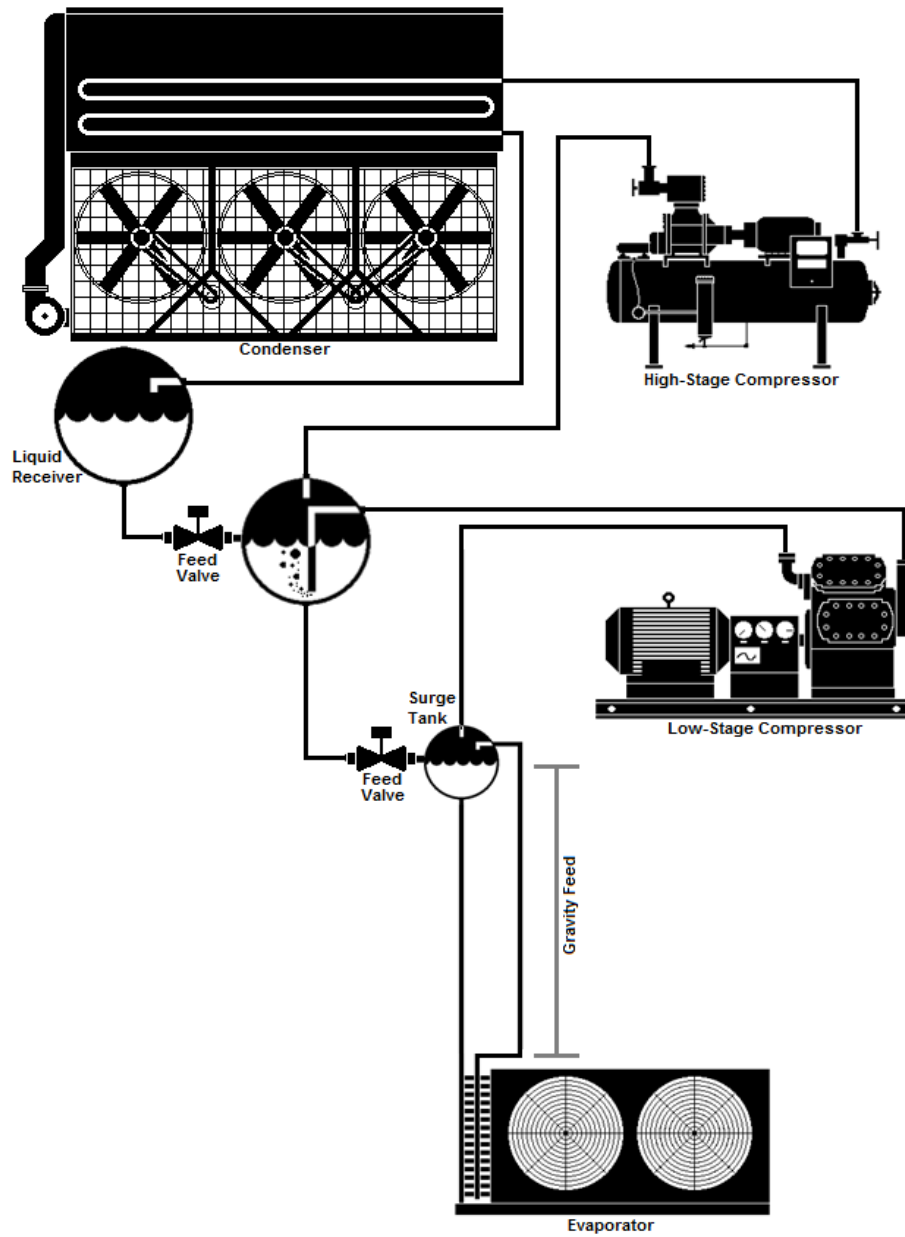 Condenser
High-Stage Compressor
Liquid
Receiver
Feed
Valve
Surge
Tank
Low-Stage Compressor
Feed
Valve
Gravity Feed
Evaporator